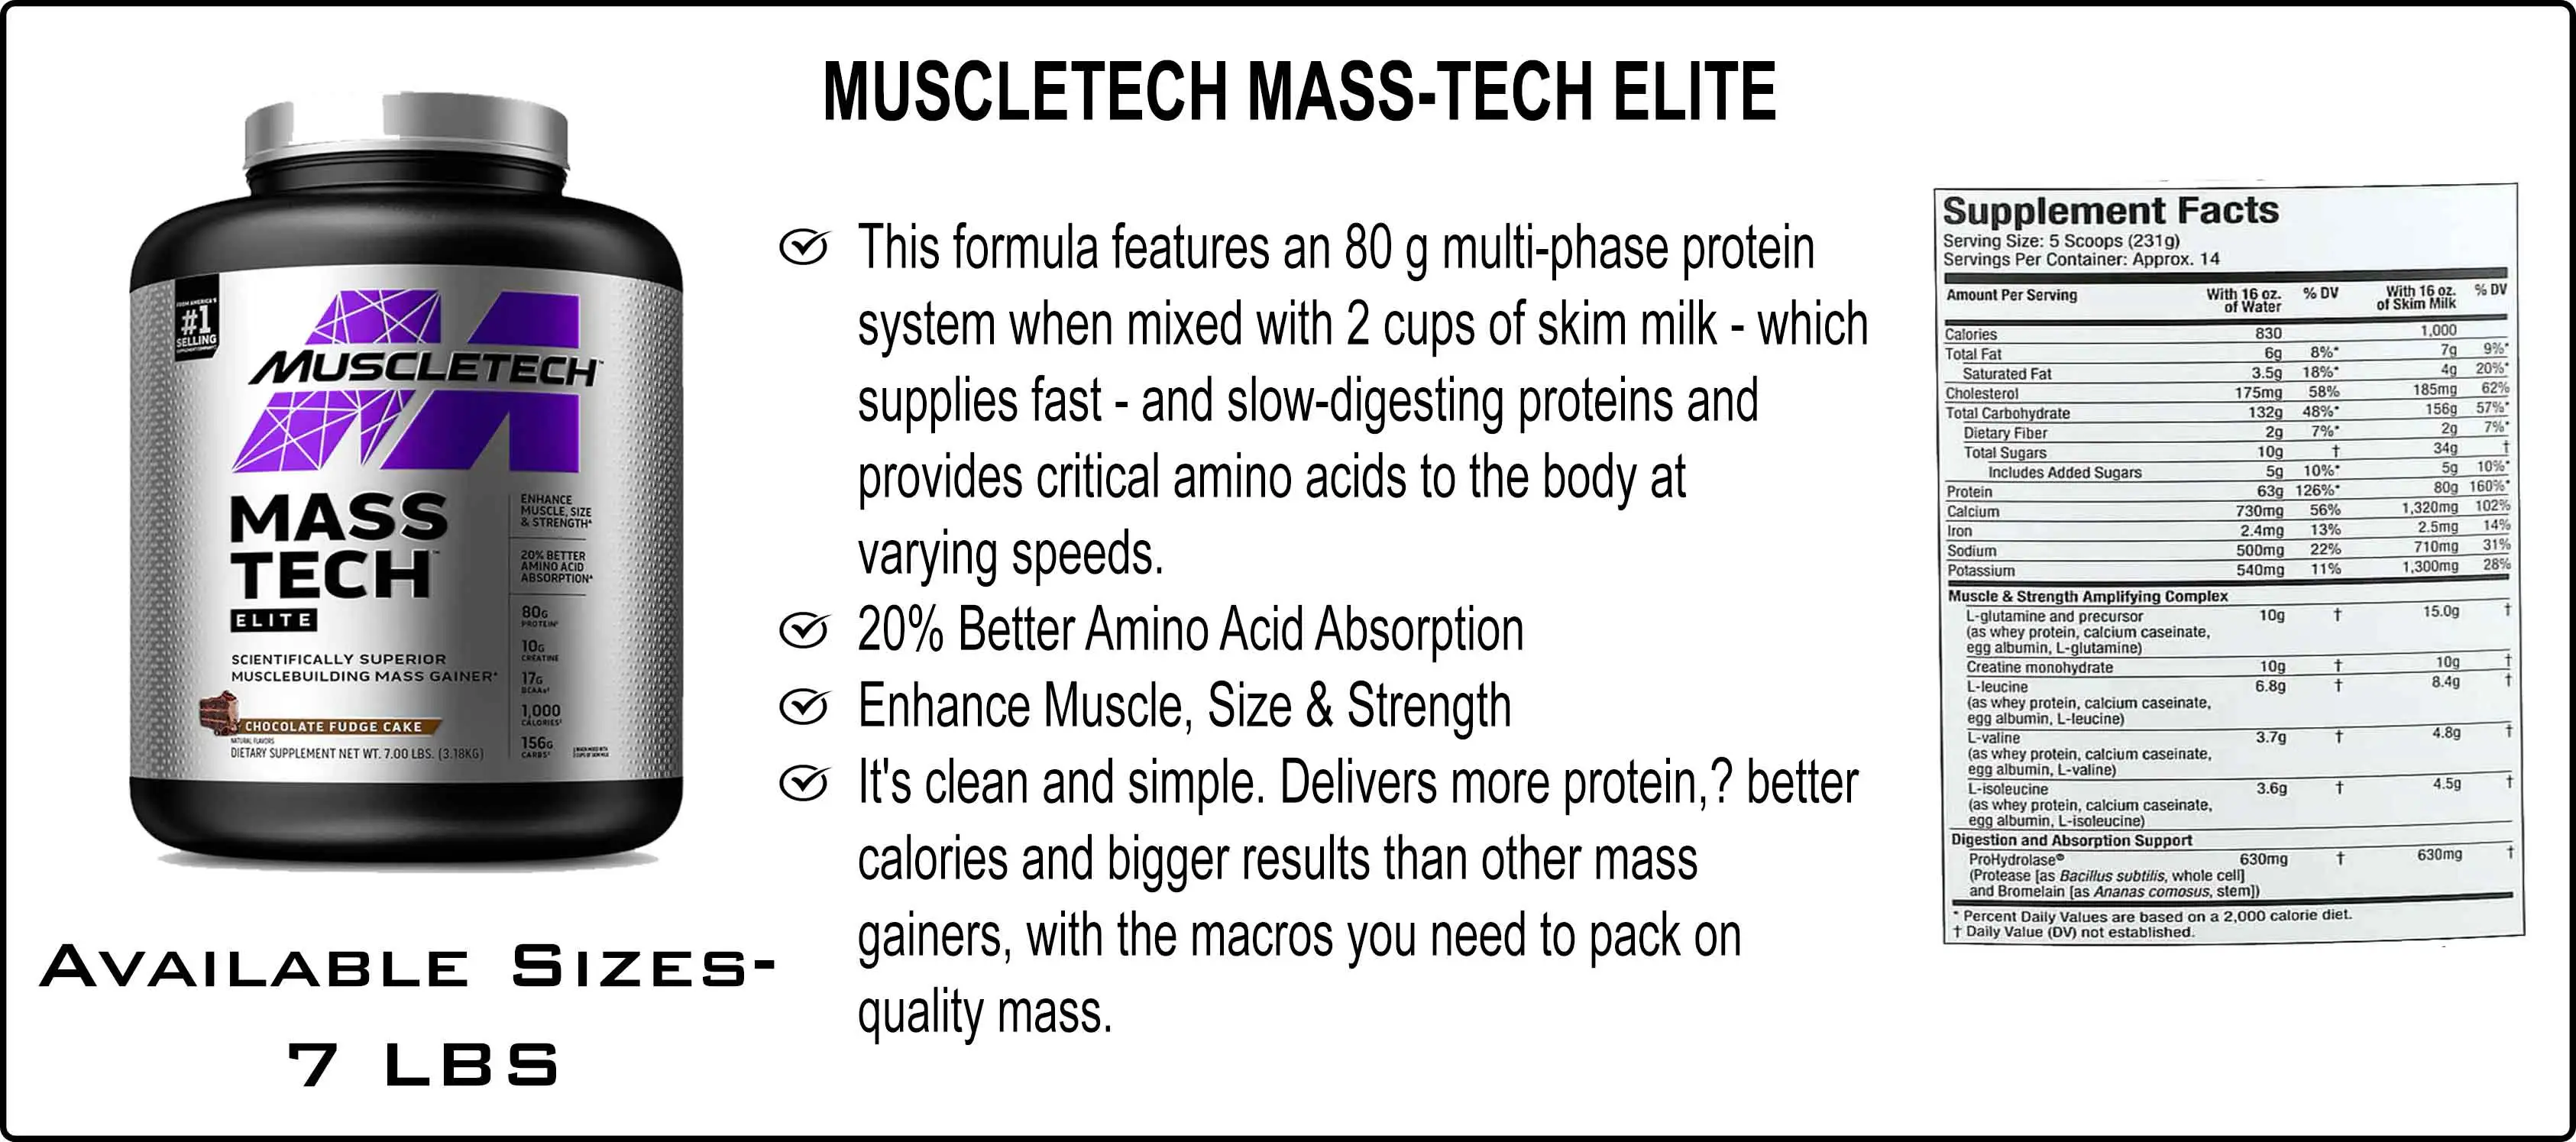 MUSCLETECH MASS-TECH ELITE
FROM AMERICA'S
#1
SELLING
MUSCLETECH™
MASS
TECH™
ELITE
SCIENTIFICALLY SUPERIOR
MUSCLEBUILDING MASS GAINER*
CHOCOLATE FUDGE CAKE
NATURAL FLAVORS
DIETARY SUPPLEMENT NET WT. 7.00 LBS. (3.18KG)
ENHANCE
MUSCLE, SIZE
& STRENGTH*
20% BETTER
AMINO ACID
ABSORPTION*
80G
PROTEIN
10G
CREATINE
17G
1,000
CALORIES
156G
CARBS
AVAILABLE SIZES-
7 LBS
This formula features an 80 g multi-phase protein
system when mixed with 2 cups of skim milk - which
supplies fast - and slow-digesting proteins and
provides critical amino acids to the body at
varying speeds.
20% Better Amino Acid Absorption
Enhance Muscle, Size & Strength
It's clean and simple. Delivers more protein,? better
calories and bigger results than other mass
gainers, with the macros you need to pack on
quality mass.
Supplement Facts
Serving Size: 5 Scoops (231g)
Servings Per Container: Approx. 14
Amount Per Serving With 16 oz. of Water % DV With 16 oz. of Skim Milk % DV
Calories 830 1,000
Total Fat 6g 8%* 7g 9%*
Saturated Fat 3.5g 18%* 4g 20%*
Cholesterol 175mg 58% 185mg 62%
Total Carbohydrate 132g 48%* 156g 57%*
Dietary Fiber 2g 7%* 2g 7%*
Total Sugars 10g † 34g †
Includes Added Sugars 5g 10%* 5g 10%*
Protein 63g 126%* 80g 160%*
Calcium 730mg 56% 1,320mg 102%
Iron 2.4mg 13% 2.5mg 14%
Sodium 500mg 22% 710mg 31%
Potassium 540mg 11% 1,300mg 28%
Muscle & Strength Amplifying Complex
L-glutamine and precursor 10g † 15.0g †
(as whey protein, calcium caseinate,
egg albumin, L-glutamine)
Creatine monohydrate 10g † 10g †
L-leucine 6.8g † 8.4g †
(as whey protein, calcium caseinate,
egg albumin, L-leucine)
L-valine 3.7g † 4.8g †
(as whey protein, calcium caseinate,
egg albumin, L-valine)
L-isoleucine 3.6g † 4.5g †
(as whey protein, calcium caseinate,
egg albumin, L-isoleucine)
Digestion and Absorption Support
ProHydrolase® 630mg † 630mg †
(Protease [as Bacillus subtilis, whole cell]
and Bromelain [as Ananas comosus, stem])
* Percent Daily Values are based on a 2,000 calorie diet.
† Daily Value (DV) not established.